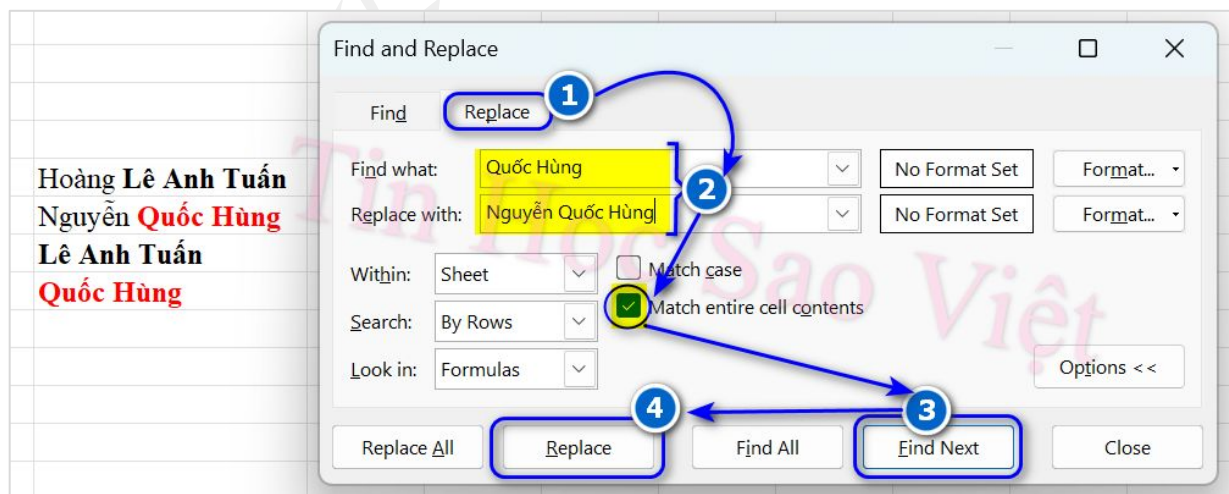 Find and Replace
1
Find Replace
Find what: Quốc Hùng No Format Set Format...
2
Replace with: Nguyễn Quốc Hùng No Format Set Format...
Hoàng Lê Anh Tuấn
Nguyễn Quốc Hùng
Lê Anh Tuấn
Quốc Hùng
Within: Sheet Match case
Search: By Rows Match entire cell contents
Look in: Formulas Options <<
4 3
Replace All Replace Find All Find Next Close
Tin Học Sao Việt